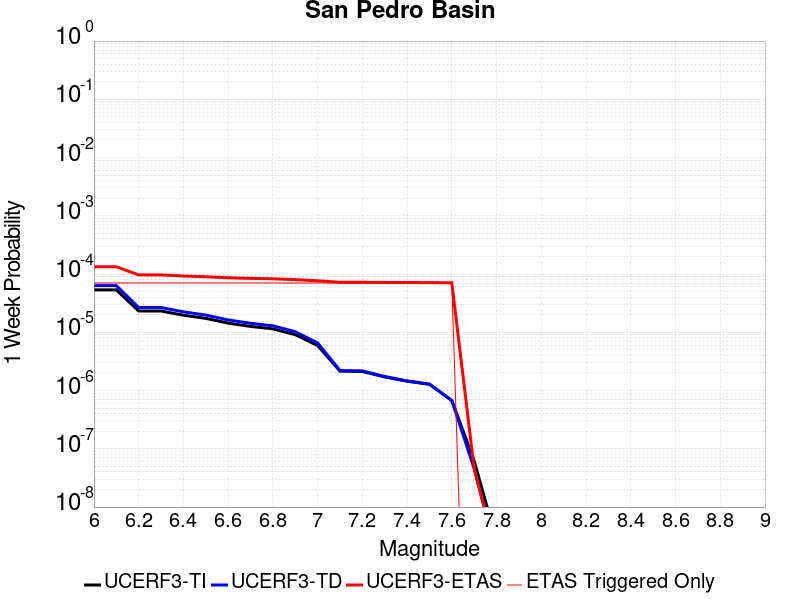 San Pedro Basin
10^0
10^-1
10^-2
10^-3
10^-4
10^-5
10^-6
10^-7
10^-8
1 Week Probability
6 6.2 6.4 6.6 6.8 7 7.2 7.4 7.6 7.8 8 8.2 8.4 8.6 8.8 9
Magnitude
UCERF3-TI UCERF3-TD UCERF3-ETAS ETAS Triggered Only